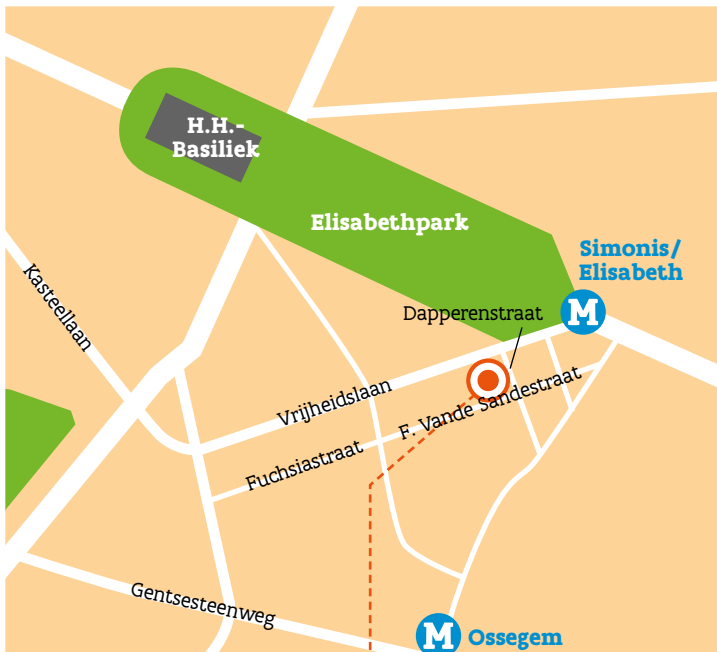 H.H.-
Basiliek
Elisabethpark
Simonis/
Elisabeth
M
Dapperenstraat
Kasteellaan
Vrijheidslaan
F. Vande Sandestraat
Fuchsiastraat
Gentsesteenweg
M
Ossegem